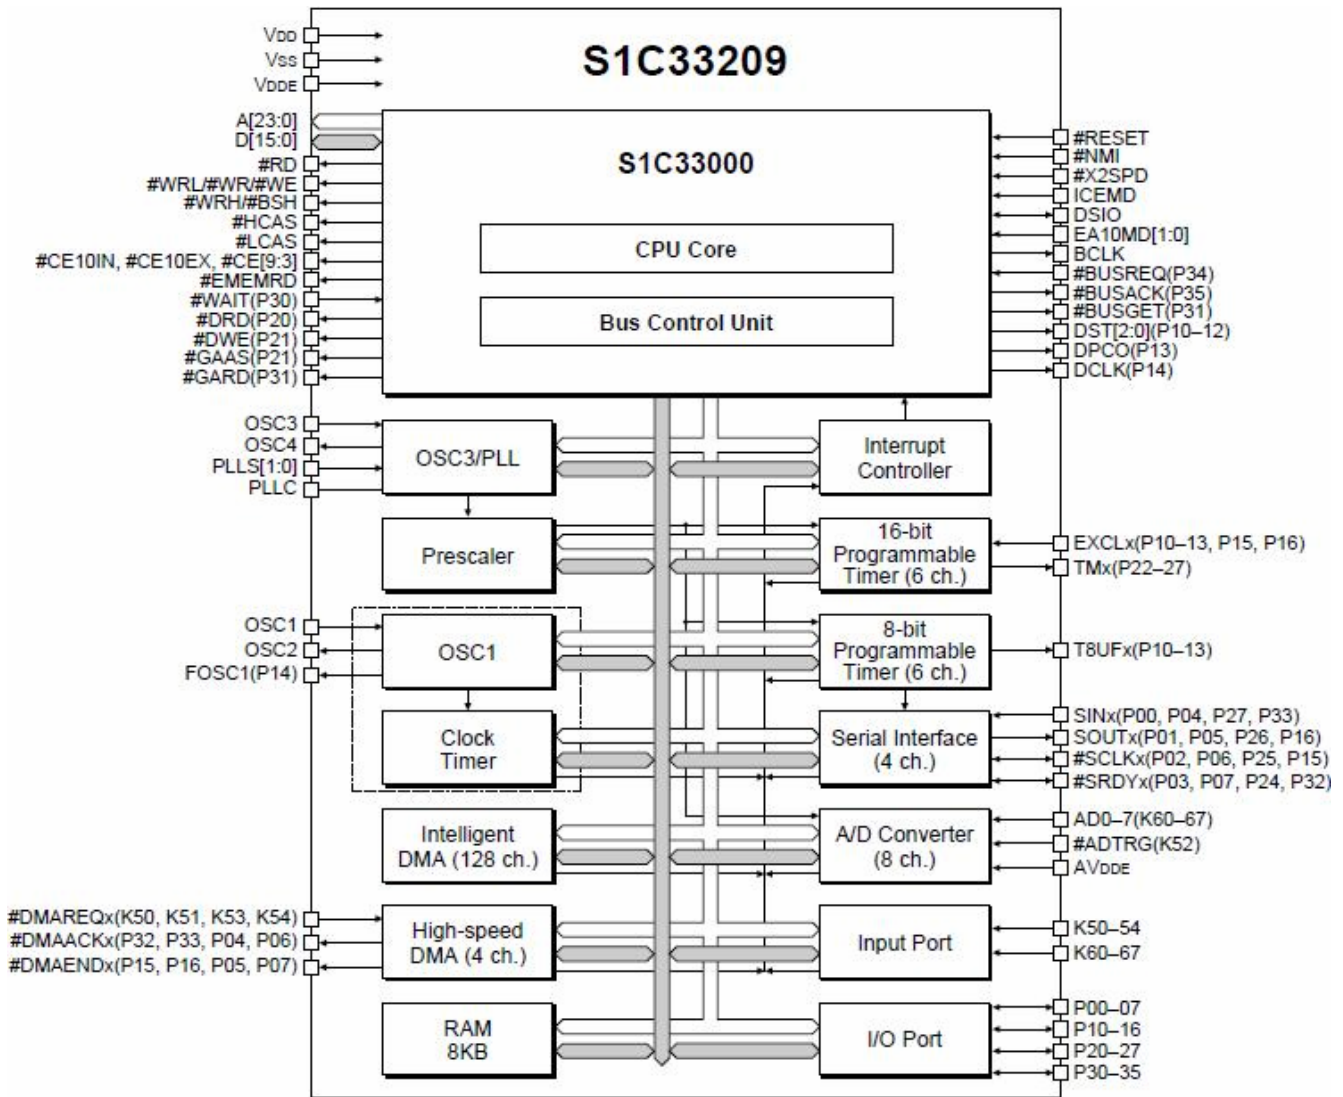 S1C33209
VDD
VSS
VDDE
A[23:0]
D[15:0]
#RD
#WRL/#WR/#WE
#WRH/#BSH
#HCAS
#LCAS
#CE10IN, #CE10EX, #CE[9:3]
#EMEMRD
#WAIT(P30)
#DRD(P20)
#DWE(P21)
#GAAS(P21)
#GARD(P31)
S1C33000
CPU Core
Bus Control Unit
#RESET
#NMI
#X2SPD
ICEMD
DSIO
EA10MD[1:0]
BCLK
#BUSREQ(P34)
#BUSACK(P35)
#BUSGET(P31)
DST[2:0](P10–12)
DPCO(P13)
DCLK(P14)
OSC3
OSC4
PLLS[1:0]
PLLC
OSC3/PLL
Interrupt
Controller
Prescaler
16-bit
Programmable
Timer (6 ch.)
EXCLx(P10–13, P15, P16)
TMx(P22–27)
OSC1
OSC2
FOSC1(P14)
OSC1
8-bit
Programmable
Timer (6 ch.)
T8UFx(P10–13)
Clock
Timer
Serial Interface
(4 ch.)
SINx(P00, P04, P27, P33)
SOUTx(P01, P05, P26, P16)
#SCLKx(P02, P06, P25, P15)
#SRDYx(P03, P07, P24, P32)
Intelligent
DMA (128 ch.)
A/D Converter
(8 ch.)
AD0–7(K60–67)
#ADTRG(K52)
AVDDE
#DMAREQx(K50, K51, K53, K54)
#DMAACKx(P32, P33, P04, P06)
#DMAENDx(P15, P16, P05, P07)
High-speed
DMA (4 ch.)
Input Port
K50–54
K60–67
RAM
8KB
I/O Port
P00–07
P10–16
P20–27
P30–35